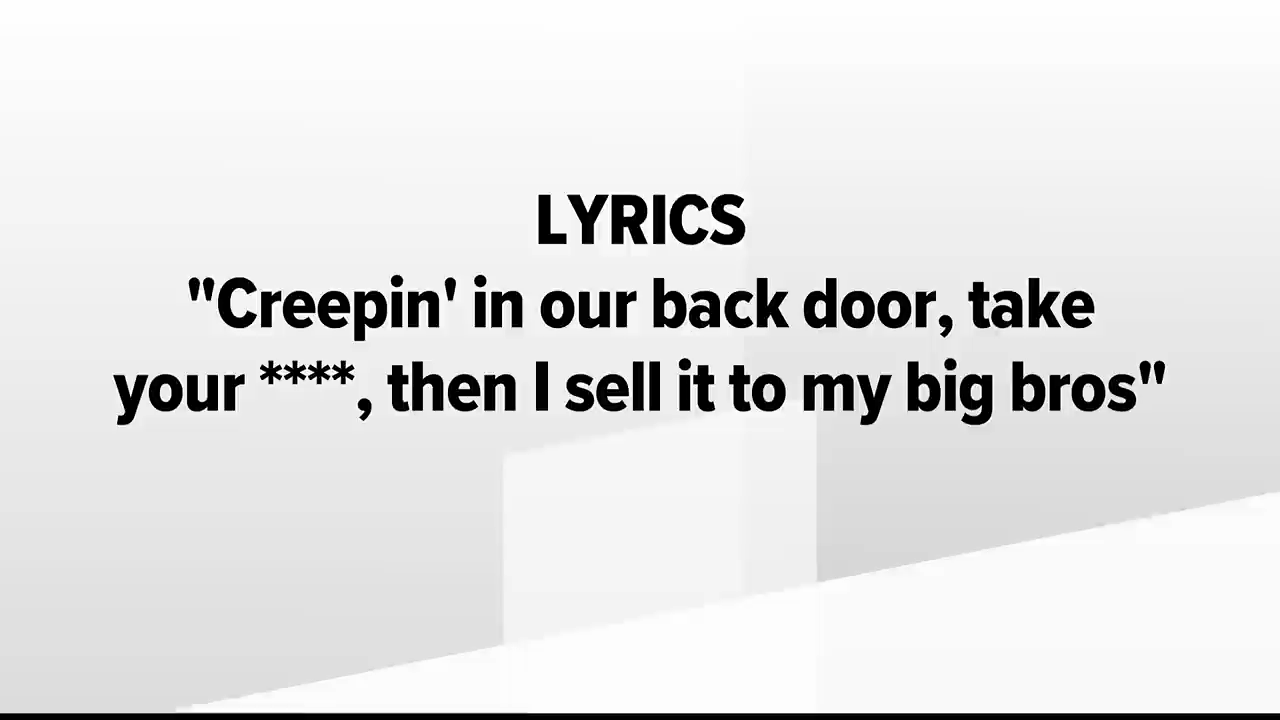 LYRICS
"Creepin' in our back door, take
your ****, then I sell it to my big bros"